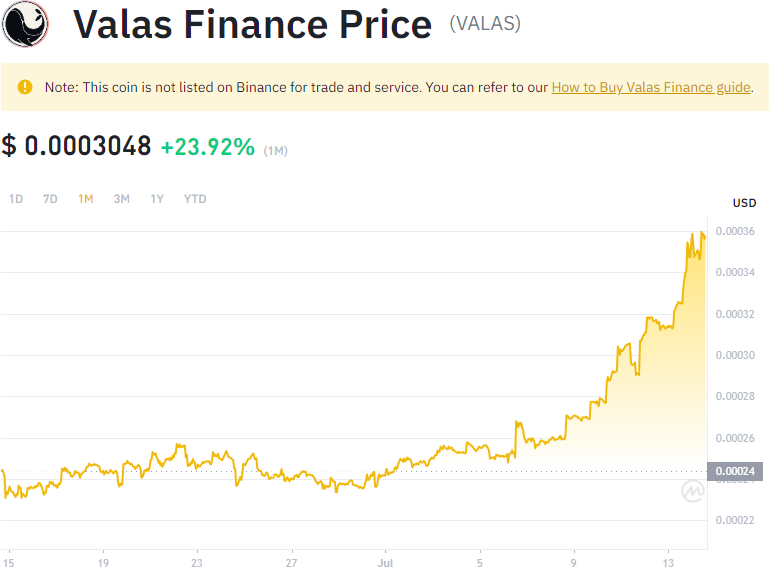 Valas Finance Price (VALAS)
Note: This coin is not listed on Binance for trade and service. You can refer to our How to Buy Valas Finance guide.
$ 0.0003048 +23.92% (1M)
1D 7D 1M 3M 1Y YTD
USD
0.00036
0.00034
0.00032
0.00030
0.00028
0.00026
0.00024
0.00024
0.00022
15 19 23 27 Jul 5 9 13